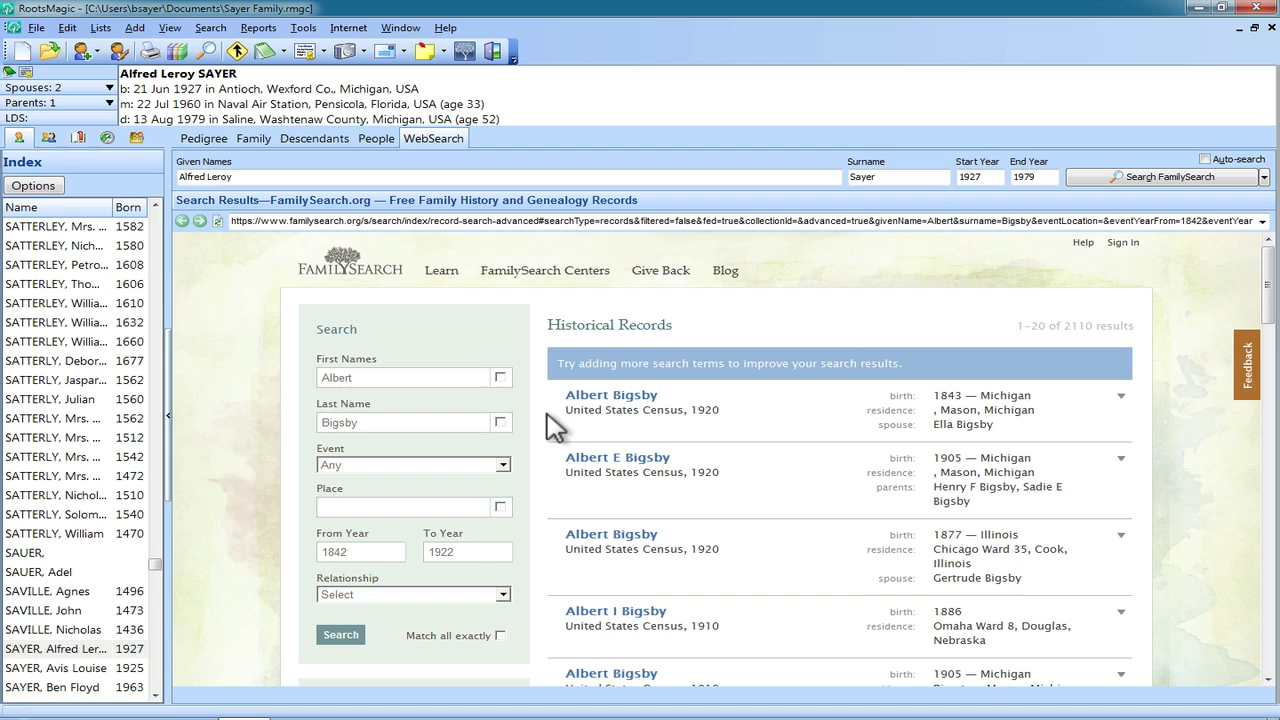 RootsMagic - [C:\Users\bsayer\Documents\Sayer Family.rmgc]
File Edit Lists Add View Search Reports Tools Internet Window Help
Alfred Leroy SAYER
b: 21 Jun 1927 in Antioch, Wexford Co., Michigan, USA
Spouses: 2
Parents: 1
m: 22 Jul 1960 in Naval Air Station, Pensicola, Florida, USA (age 33)
LDS:
d: 13 Aug 1979 in Saline, Washtenaw County, Michigan, USA (age 52)
Pedigree Family Descendants People WebSearch
Index
Options
Name Born
SATTERLEY, Mrs. ... 1582
SATTERLEY, Nich... 1580
SATTERLEY, Petro... 1608
SATTERLEY, Tho... 1606
SATTERLEY, Willia... 1610
SATTERLEY, Willia... 1632
SATTERLEY, Willia... 1660
SATTERLY, Debor... 1677
SATTERLY, Jaspar... 1562
SATTERLY, Julian 1560
SATTERLY, Mrs. ... 1562
SATTERLY, Mrs. ... 1512
SATTERLY, Mrs. ... 1542
SATTERLY, Mrs. ... 1472
SATTERLY, Nichol... 1510
SATTERLY, Solom... 1540
SATTERLY, William 1470
SAUER,
SAUER, Adel
SAVILLE, Agnes 1496
SAVILLE, John 1473
SAVILLE, Nicholas 1436
SAYER, Alfred Ler... 1927
SAYER, Avis Louise 1925
SAYER, Ben Floyd 1963
Given Names Surname Start Year End Year Auto-search
Alfred Leroy Sayer 1927 1979 Search FamilySearch
Search Results—FamilySearch.org — Free Family History and Genealogy Records
https://www.familysearch.org/s/search/index/record-search-advanced#searchType=records&filtered=false&fed=true&collectionId=&advanced=true&givenName=Albert&surname=Bigsby&eventLocation=&eventYearFrom=1842&eventYear
Help Sign In
FAMILYSEARCH Learn FamilySearch Centers Give Back Blog
Search
First Names
Albert
Last Name
Bigsby
Event
Any
Place
From Year To Year
1842 1922
Relationship
Select
Search Match all exactly
Historical Records 1–20 of 2110 results
Try adding more search terms to improve your search results.
Albert Bigsby birth: 1843 — Michigan
United States Census, 1920 residence: , Mason, Michigan
spouse: Ella Bigsby
Albert E Bigsby birth: 1905 — Michigan
United States Census, 1920 residence: , Mason, Michigan
parents: Henry F Bigsby, Sadie E
Bigsby
Albert Bigsby birth: 1877 — Illinois
United States Census, 1920 residence: Chicago Ward 35, Cook,
Illinois
spouse: Gertrude Bigsby
Albert I Bigsby birth: 1886
United States Census, 1910 residence: Omaha Ward 8, Douglas,
Nebraska
Albert Bigsby birth: 1905 — Michigan
Feedback